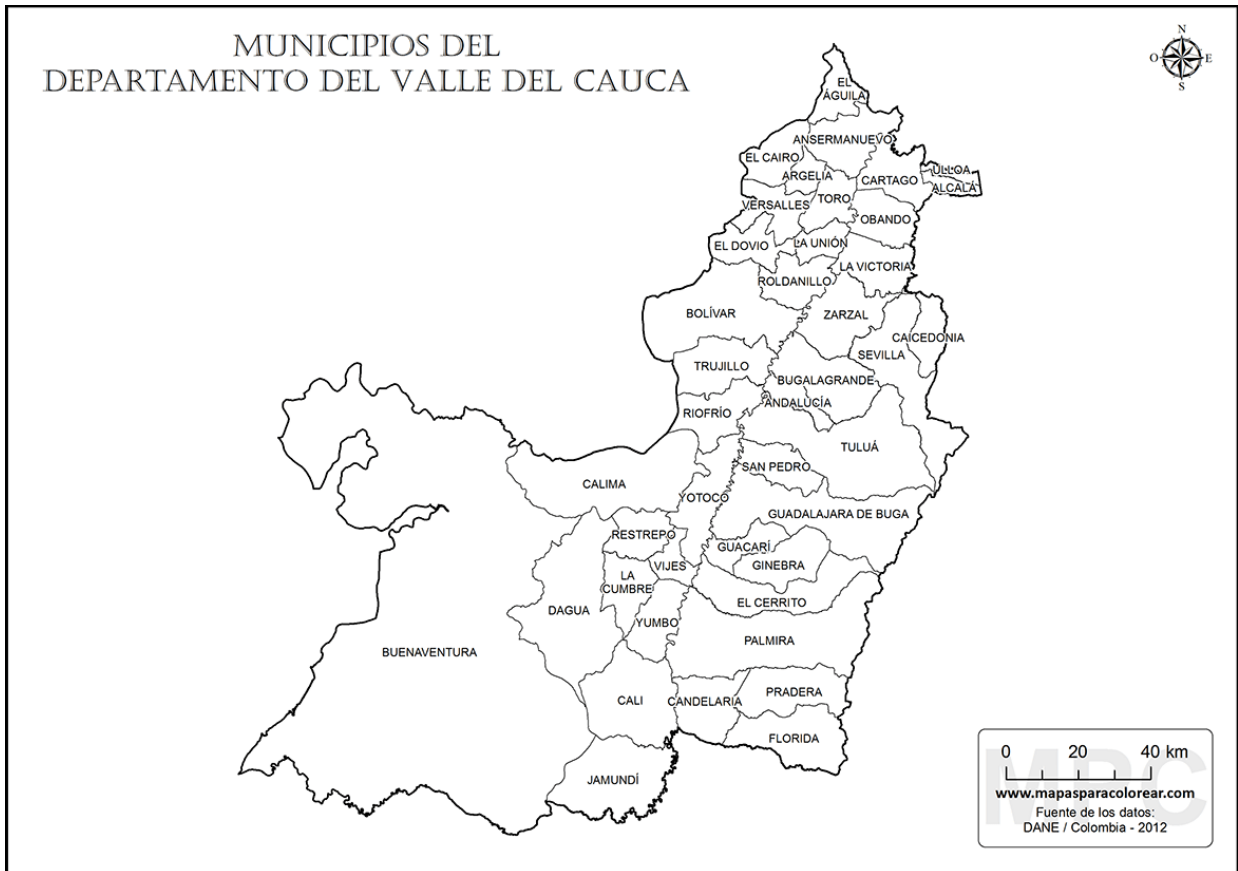 MUNICIPIOS DEL
DEPARTAMENTO DEL VALLE DEL CAUCA
N
O
E
S
EL
ÁGUILA
ANSERMANUEVO
EL CAIRO
ARGELIA
ULLOA
CARTAGO
ALCALÁ
TORO
VERSALLES
OBANDO
EL DOVIO
LA UNIÓN
LA VICTORIA
ROLDANILLO
BOLÍVAR
ZARZAL
CAICEDONIA
SEVILLA
TRUJILLO
BUGALAGRANDE
ANDALUCÍA
RIOFRÍO
TULUÁ
SAN PEDRO
CALIMA
YOTOCO
GUADALAJARA DE BUGA
RESTREPO
GUACARÍ
GINEBRA
VIJES
LA
CUMBRE
EL CERRITO
DAGUA
YUMBO
PALMIRA
BUENAVENTURA
PRADERA
CALI
CANDELARIA
FLORIDA
JAMUNDÍ
0 20 40 km
MPC
www.mapasparacolorear.com
Fuente de los datos:
DANE / Colombia - 2012